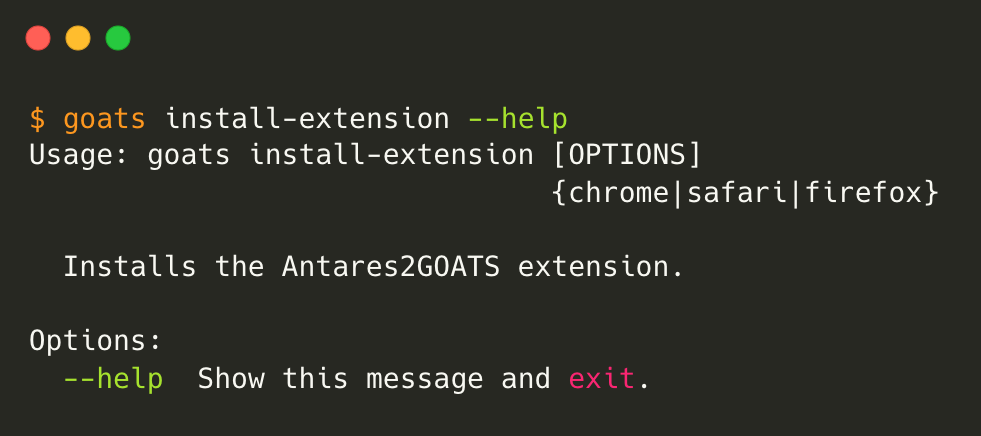 $ goats install-extension --help
Usage: goats install-extension [OPTIONS]
{chrome|safari|firefox}
Installs the Antares2GOATS extension.
Options:
--help  Show this message and exit.